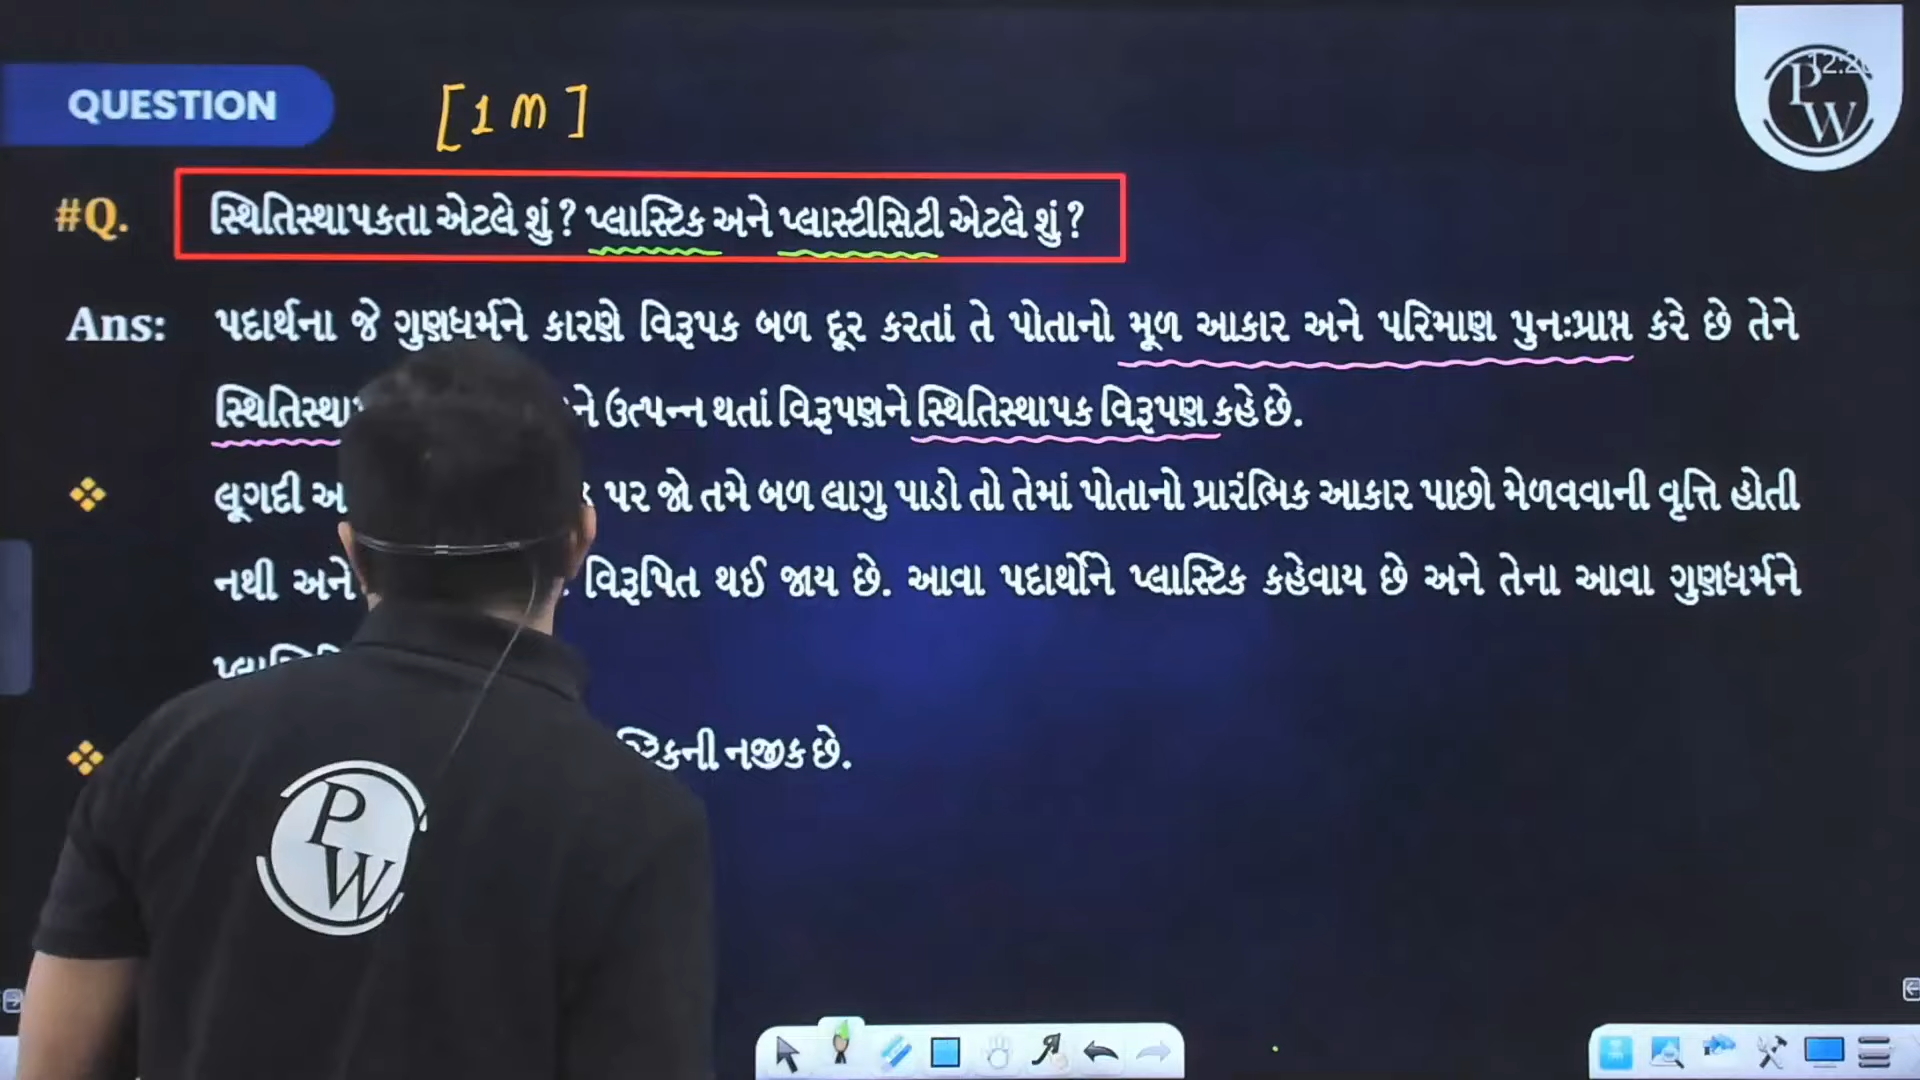 QUESTION
[1 m]
#Q. સ્થિતિસ્થાપકતા એટલે શું ? પ્લાસ્ટિક અને પ્લાસ્ટીસિટી એટલે શું ?
Ans: પદાર્થના જે ગુણધર્મને કારણે વિરૂપક બળ દૂર કરતાં તે પોતાનો મૂળ આકાર અને પરિમાણ પુનઃપ્રાપ્ત કરે છે તેને
ઉત્પન્ન થતાં વિરૂપણને સ્થિતિસ્થાપક વિરૂપણ કહે છે.
લૂગદી પર જો તમે બળ લાગુ પાડો તો તેમાં પોતાનો પ્રારંભિક આકાર પાછો મેળવવાની વૃત્તિ હોતી
નથી અને વિરૂપિત થઈ જાય છે. આવા પદાર્થોને પ્લાસ્ટિક કહેવાય છે અને તેના આવા ગુણધર્મને
નજીક છે.
PW
PW